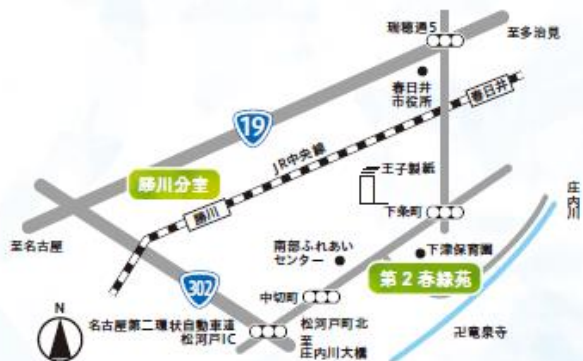 瑞穂通5
至多治見
春日井
市役所
春日井
19
JR中央線
王子製紙
勝川分室
勝川
下条町
庄内川
至名古屋
南部ふれあい
センター
下津保育園
第2春緑苑
302
中切町
N
名古屋第二環状自動車道
松河戸IC
松河戸町北
至
庄内川大橋
卍竜泉寺